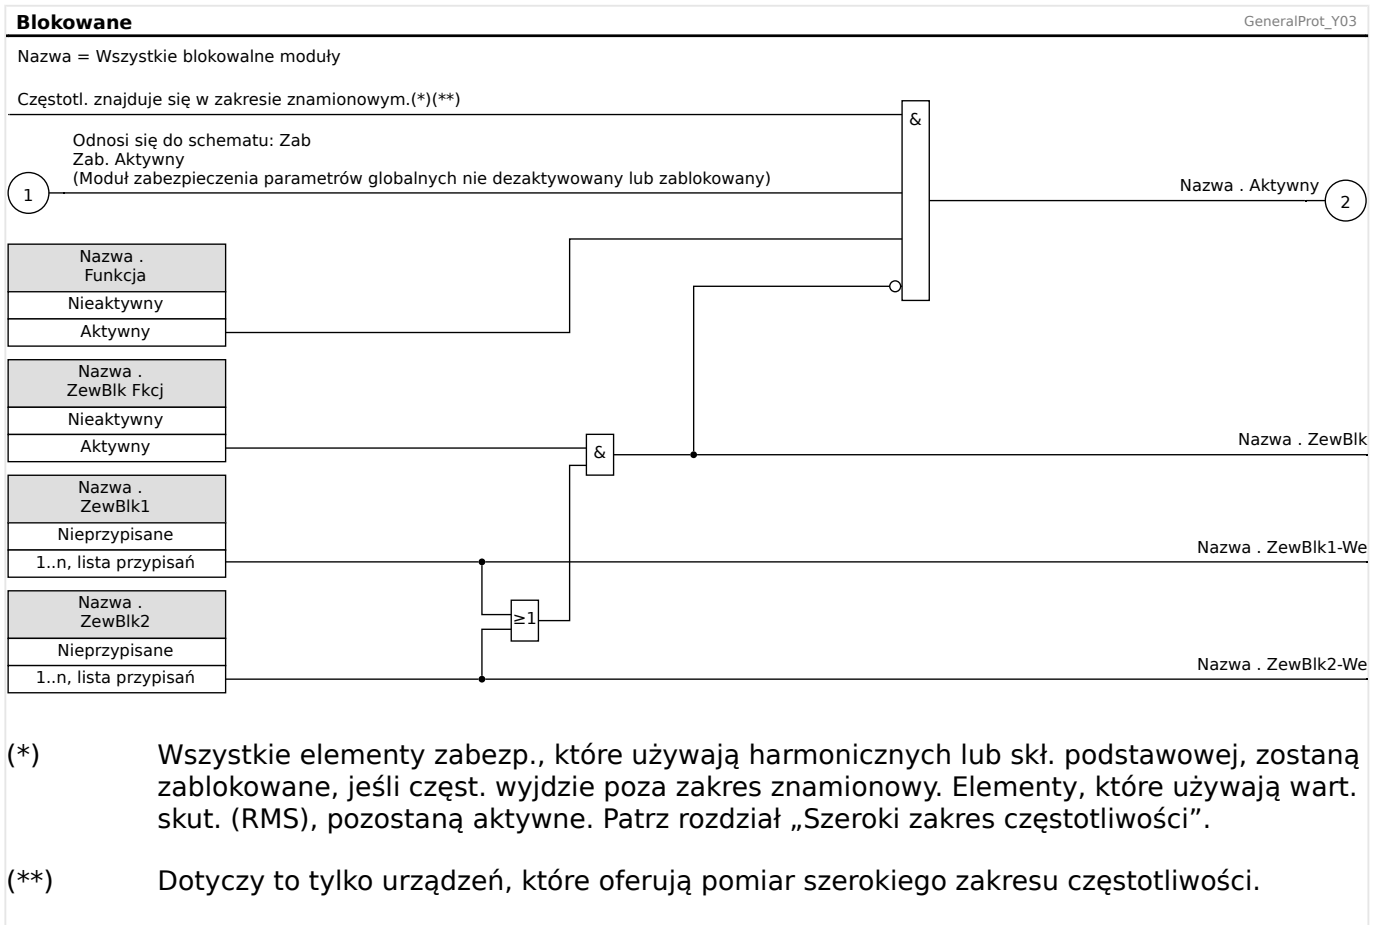 Blokowane
GeneralProt_Y03
Nazwa = Wszystkie blokowalne moduły
Częstotl. znajduje się w zakresie znamionowym.(*)(**)
&
Odnosi się do schematu: Zab
Zab. Aktywny
(Moduł zabezpieczenia parametrów globalnych nie dezaktywowany lub zablokowany)
1
Nazwa . Aktywny
2
Nazwa .
Funkcja
Nieaktywny
Aktywny
Nazwa .
ZewBlk Fkcj
Nieaktywny
Aktywny
&
Nazwa . ZewBlk
Nazwa .
ZewBlk1
Nieprzypisane
1..n, lista przypisań
Nazwa . ZewBlk1-We
≥1
Nazwa .
ZewBlk2
Nieprzypisane
1..n, lista przypisań
Nazwa . ZewBlk2-We
(*) Wszystkie elementy zabezp., które używają harmonicznych lub skł. podstawowej, zostaną
zablokowane, jeśli częst. wyjdzie poza zakres znamionowy. Elementy, które używają wart.
skut. (RMS), pozostaną aktywne. Patrz rozdział „Szeroki zakres częstotliwości”.
(**) Dotyczy to tylko urządzeń, które oferują pomiar szerokiego zakresu częstotliwości.